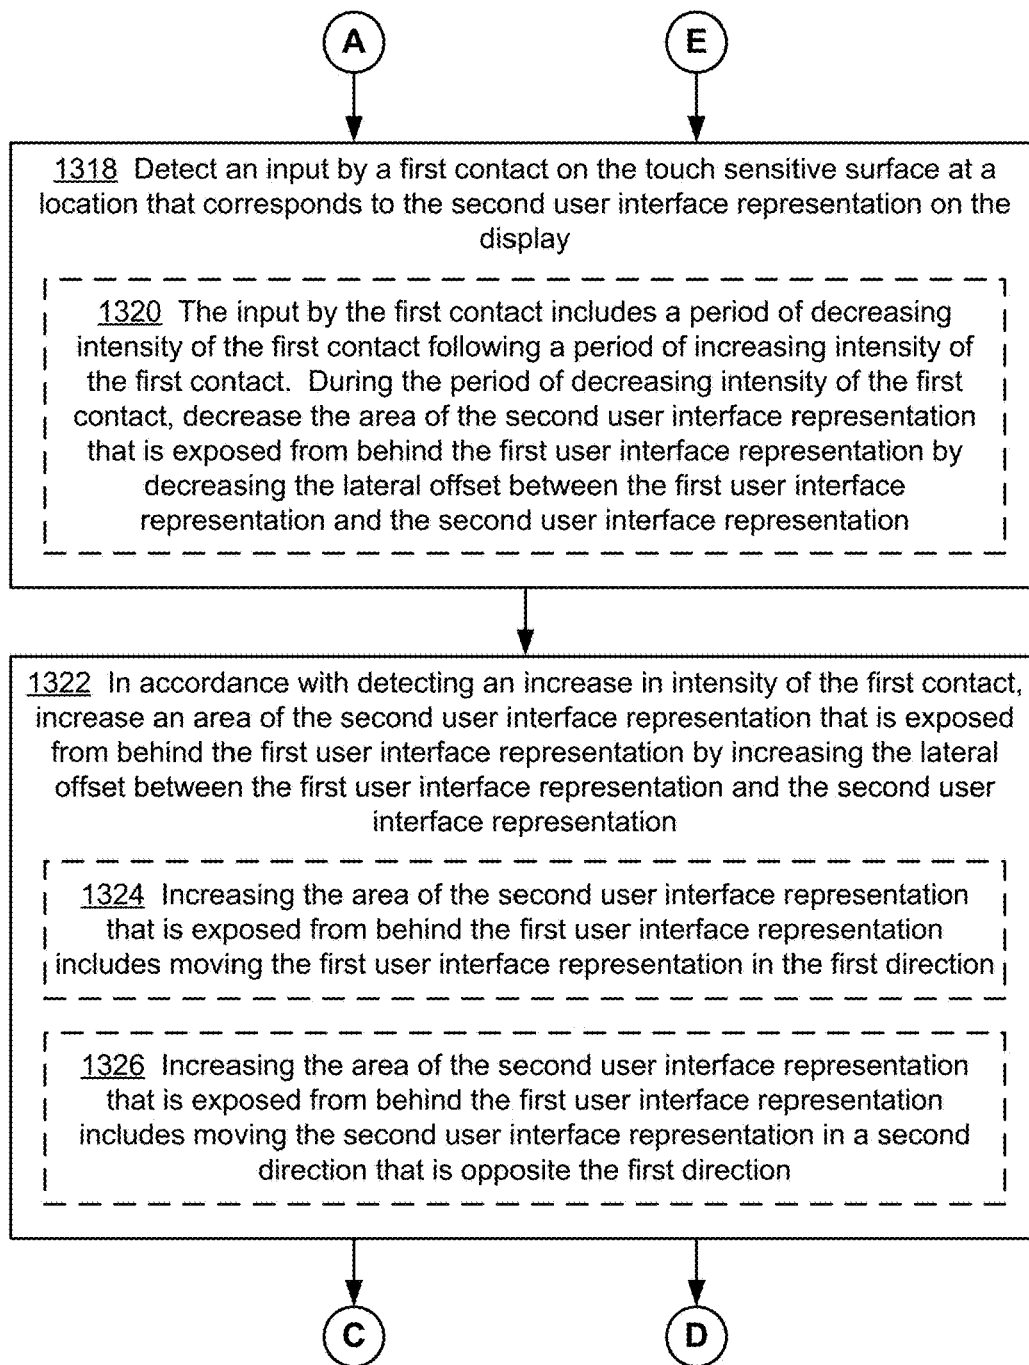 A
E
1318 Detect an input by a first contact on the touch sensitive surface at a
location that corresponds to the second user interface representation on the
display
1320 The input by the first contact includes a period of decreasing
intensity of the first contact following a period of increasing intensity of
the first contact. During the period of decreasing intensity of the first
contact, decrease the area of the second user interface representation
that is exposed from behind the first user interface representation by
decreasing the lateral offset between the first user interface
representation and the second user interface representation
1322 In accordance with detecting an increase in intensity of the first contact,
increase an area of the second user interface representation that is exposed
from behind the first user interface representation by increasing the lateral
offset between the first user interface representation and the second user
interface representation
1324 Increasing the area of the second user interface representation
that is exposed from behind the first user interface representation
includes moving the first user interface representation in the first direction
1326 Increasing the area of the second user interface representation
that is exposed from behind the first user interface representation
includes moving the second user interface representation in a second
direction that is opposite the first direction
C
D